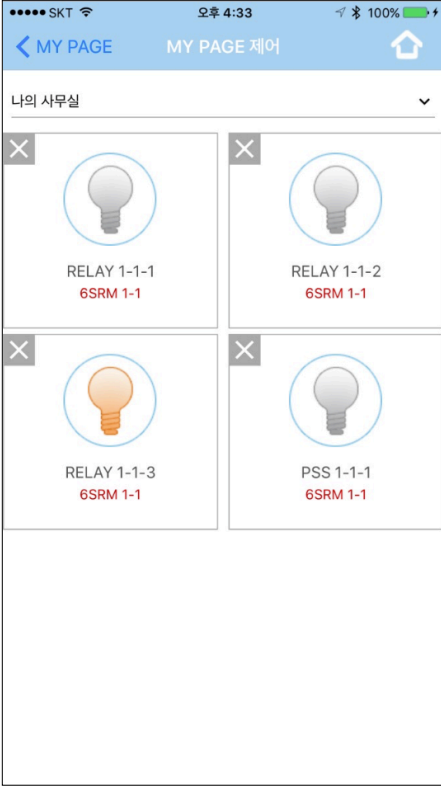 SKT 오후 4:33 100%
MY PAGE MY PAGE 제어
나의 사무실
RELAY 1-1-1 RELAY 1-1-2
6SRM 1-1 6SRM 1-1
RELAY 1-1-3 PSS 1-1-1
6SRM 1-1 6SRM 1-1